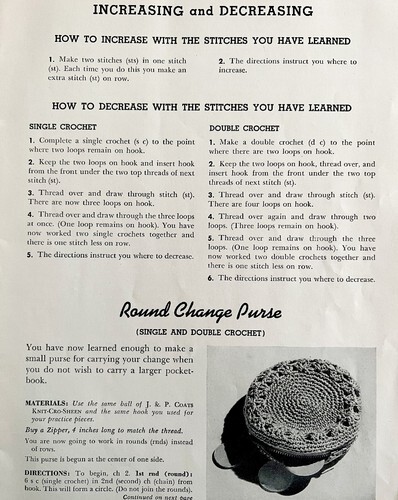 INCREASING and DECREASING
HOW TO INCREASE WITH THE STITCHES YOU HAVE LEARNED
1. Make two stitches (sts) in one stitch
(st). Each time you do this you make an
extra stitch (st) on row.
2. The directions instruct you where to
increase.
HOW TO DECREASE WITH THE STITCHES YOU HAVE LEARNED
SINGLE CROCHET
1. Complete a single crochet (s c) to the point
where two loops remain on hook.
2. Keep the two loops on hook and insert hook
from the front under the two top threads of next
stitch (st).
3. Thread over and draw through stitch (st).
There are now three loops on hook.
4. Thread over and draw through the three loops
at once. (One loop remains on hook). You have
now worked two single crochets together and
there is one stitch less on row.
5. The directions instruct you where to decrease.
DOUBLE CROCHET
1. Make a double crochet (d c) to the point
where there are two loops on hook.
2. Keep the two loops on hook, thread over, and
insert hook from the front under the two top
threads of next stitch (st).
3. Thread over and draw through stitch (st).
There are four loops on hook.
4. Thread over again and draw through two
loops. (Three loops remain on hook).
5. Thread over and draw through the three
loops. (One loop remains on hook). You have
now worked two double crochets together and
there is one stitch less on row.
6. The directions instruct you where to decrease.
Round Change Purse
(SINGLE AND DOUBLE CROCHET)
You have now learned enough to make a
small purse for carrying your change when
you do not wish to carry a larger pocket-
book.
MATERIALS: Use the same ball of J. & P. COATS
KNIT-CRO-SHEEN and the same hook you used for
your practice pieces.
Buy a Zipper, 4 inches long to match the thread.
You are now going to work in rounds (rnds) instead
of rows.
This purse is begun at the center of one side.
DIRECTIONS: To begin, ch 2. 1st rnd (round):
6 s c (single crochet) in 2nd (second) ch (chain) from
hook. This will form a circle. (Do not join the rounds).
Continued on next page